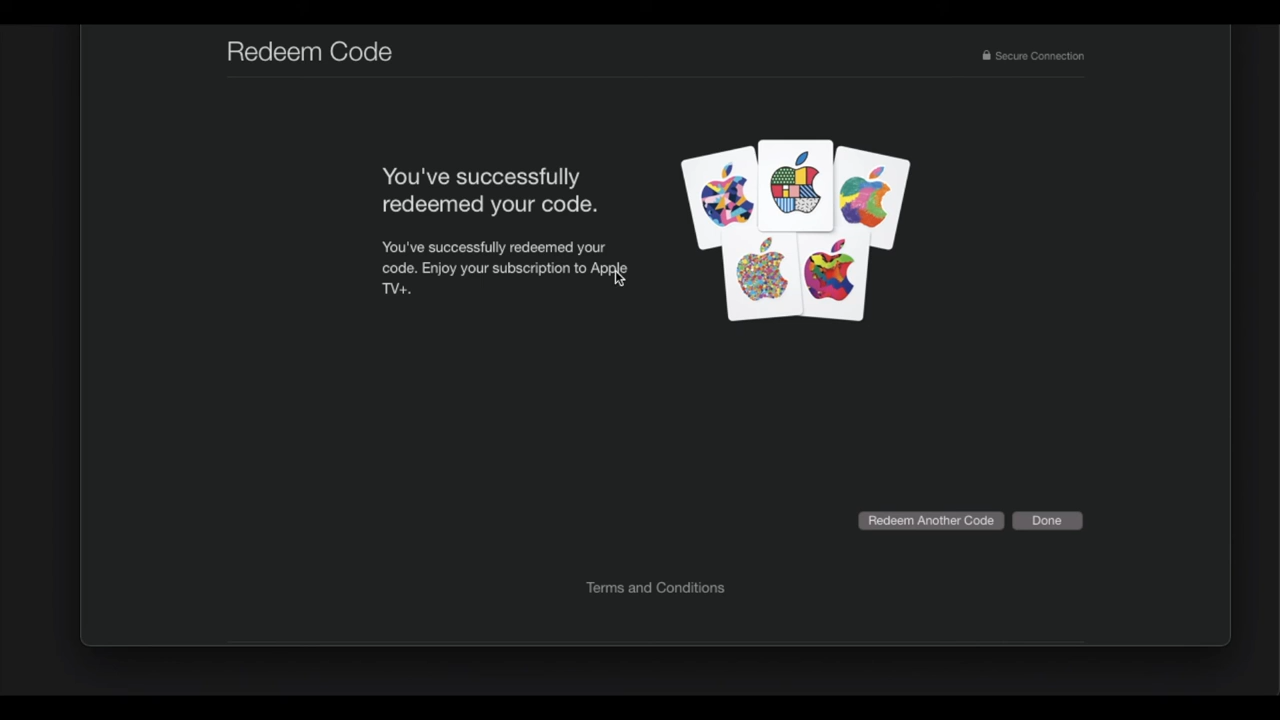 Redeem Code
Secure Connection
You've successfully
redeemed your code.
You've successfully redeemed your
code. Enjoy your subscription to Apple
TV+.
Redeem Another Code
Done
Terms and Conditions